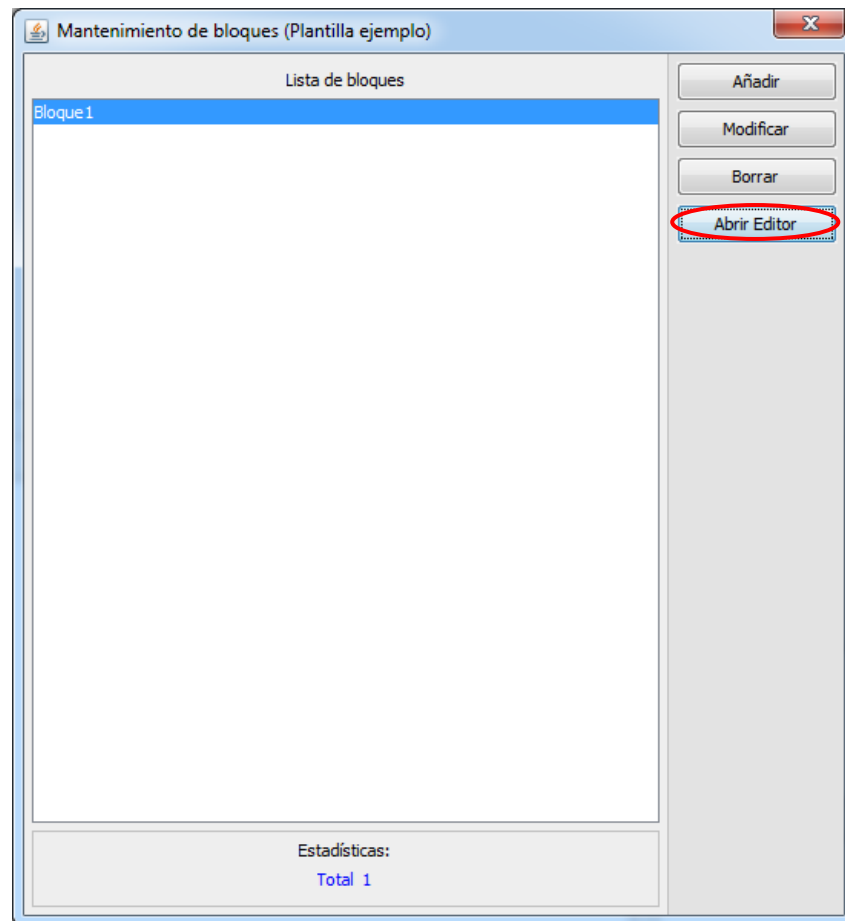 Mantenimiento de bloques (Plantilla ejemplo)
Lista de bloques
Bloque1
Añadir
Modificar
Borrar
Abrir Editor
Estadísticas:
Total 1